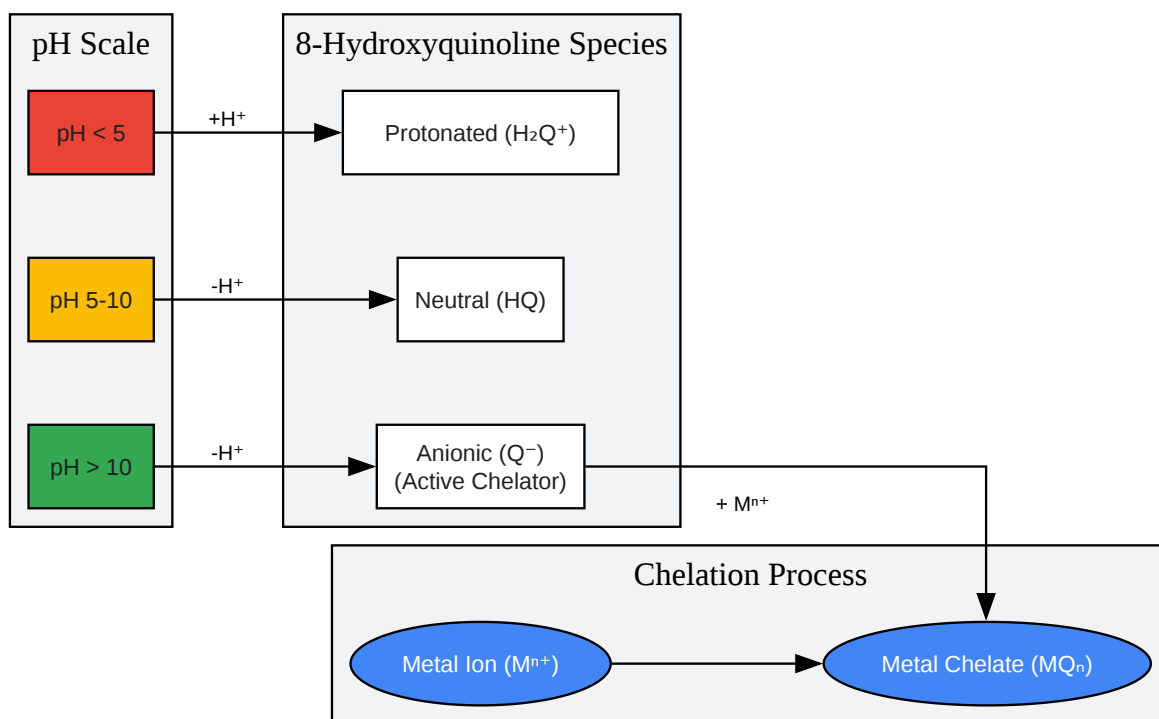 pH Scale
8-Hydroxyquinoline Species
pH < 5
+H⁺
Protonated (H₂Q⁺)
pH 5-10
-H⁺
Neutral (HQ)
pH > 10
-H⁺
Anionic (Q⁻)
(Active Chelator)
+ Mⁿ⁺
Chelation Process
Metal Ion (Mⁿ⁺)
Metal Chelate (MQₙ)